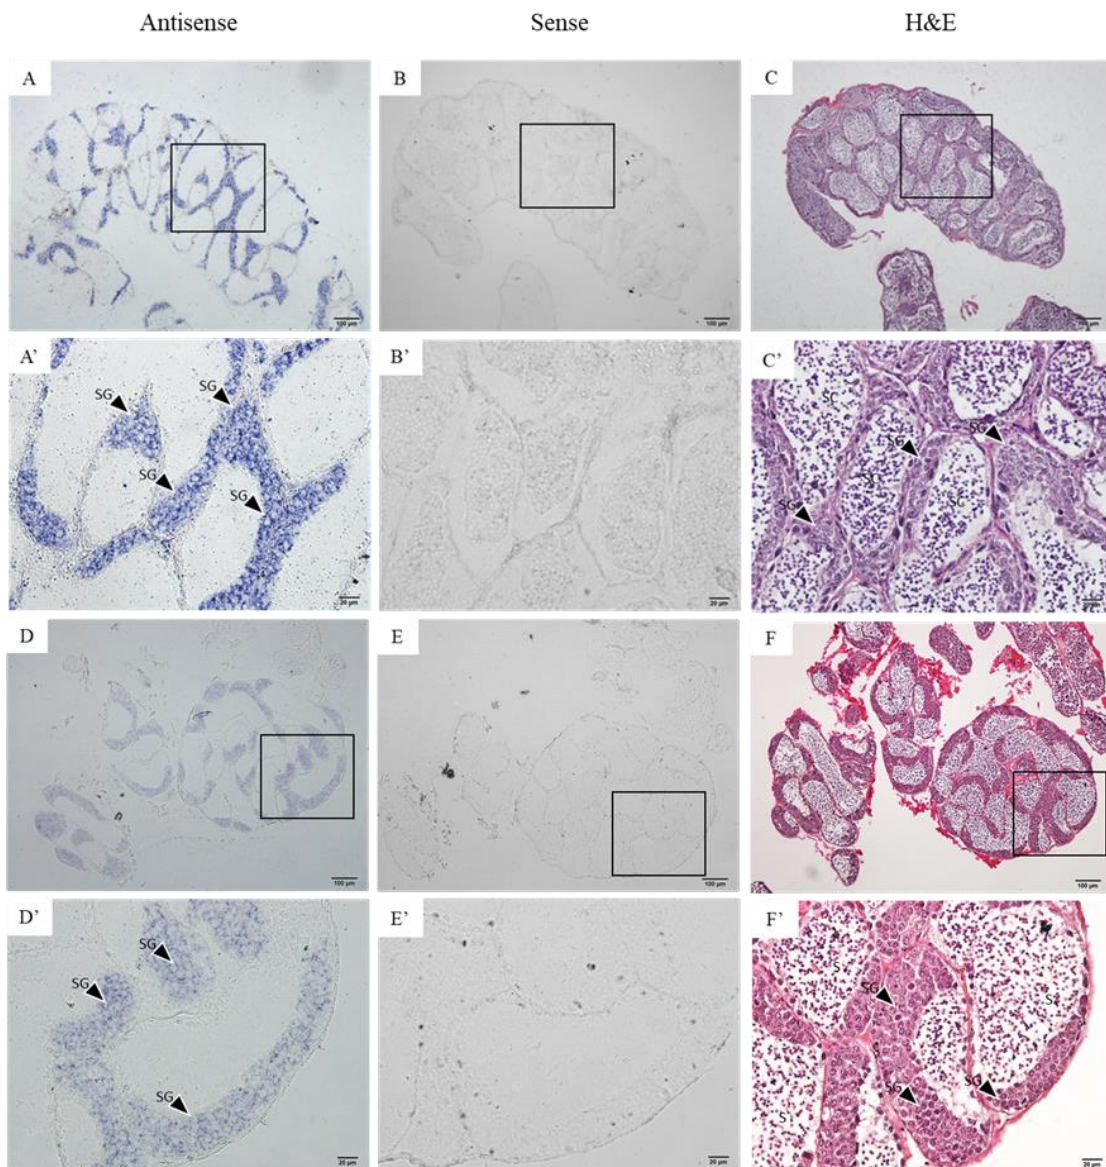 Antisense Sense H&E
A B C
100 µm 100 µm 100 µm
A' B' C'
SG SG SC
SG SG SG
SC
SG SC
SG
20 µm 20 µm 20 µm
D E F
100 µm 100 µm 100 µm
D' E' F'
SG S
SG SG S
SG SG
SG S
20 µm 20 µm 20 µm